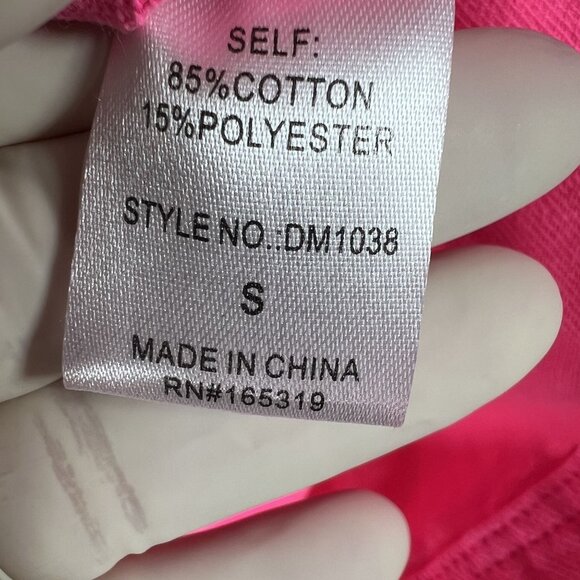 SELF:
85%COTTON
15%POLYESTER
STYLE NO.:DM1038
S
MADE IN CHINA
RN#165319